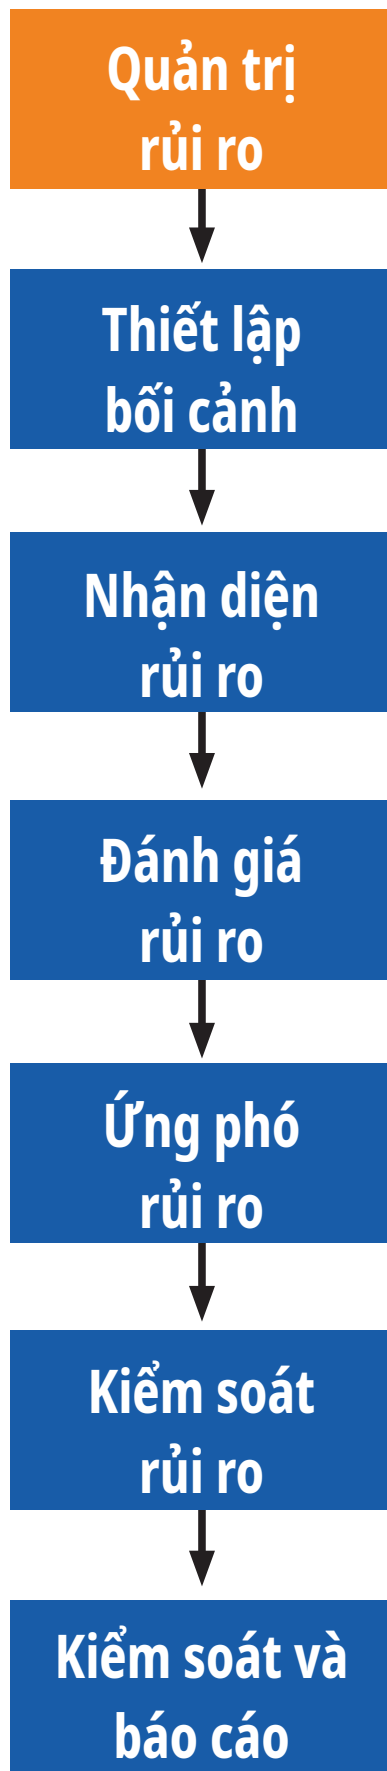 Quản trị
rủi ro
Thiết lập
bối cảnh
Nhận diện
rủi ro
Đánh giá
rủi ro
Ứng phó
rủi ro
Kiểm soát
rủi ro
Kiểm soát và
báo cáo